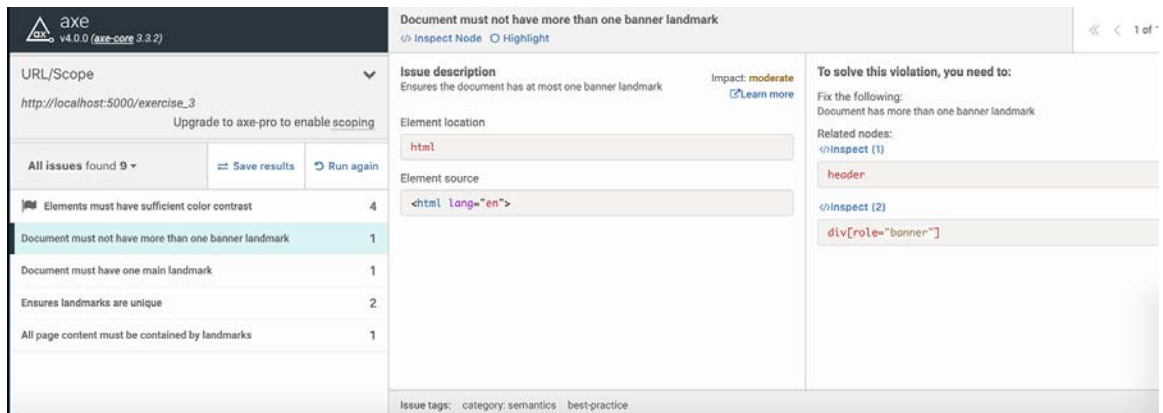 axe
v4.0.0 (axe-core 3.3.2)
URL/Scope
http://localhost:5000/exercise_3
Upgrade to axe-pro to enable scoping
All issues found 9
Save results
Run again
Elements must have sufficient color contrast 4
Document must not have more than one banner landmark 1
Document must have one main landmark 1
Ensures landmarks are unique 2
All page content must be contained by landmarks 1
Document must not have more than one banner landmark
</> Inspect Node Highlight
1 of
Issue description
Ensures the document has at most one banner landmark
Impact: moderate
Learn more
Element location
html
Element source
<html lang="en">
To solve this violation, you need to:
Fix the following:
Document has more than one banner landmark
Related nodes:
</>Inspect (1)
header
</>Inspect (2)
div[role="banner"]
Issue tags: category: semantics best-practice